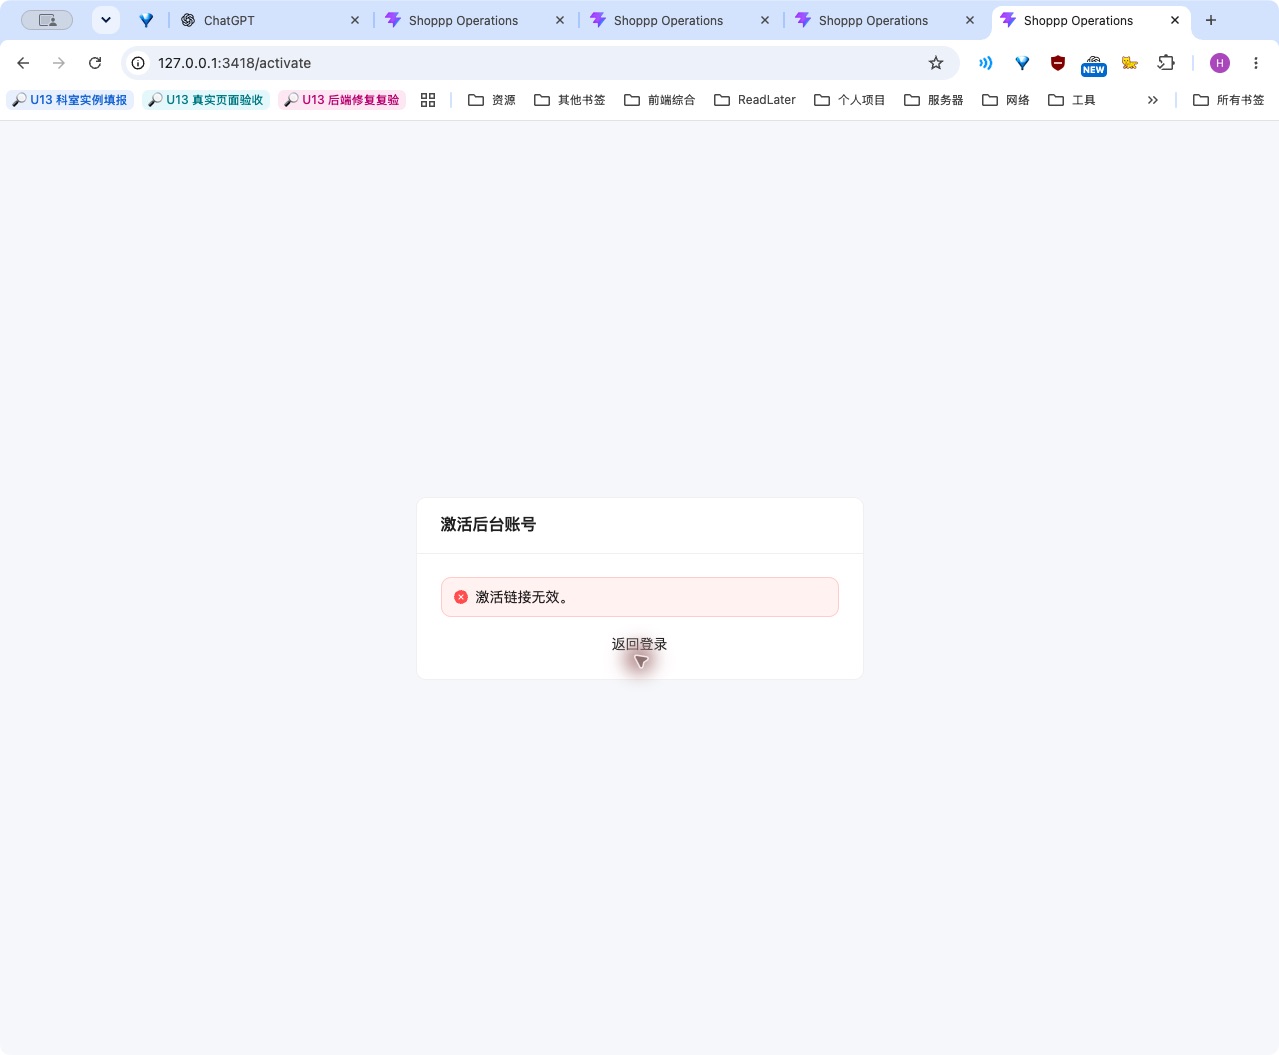 ChatGPT
Shoppp Operations
Shoppp Operations
Shoppp Operations
Shoppp Operations
127.0.0.1:3418/activate
NEW
H
U13 科室实例填报
U13 真实页面验收
U13 后端修复复验
资源
其他书签
前端综合
ReadLater
个人项目
服务器
网络
工具
所有书签
激活后台账号
激活链接无效。
返回登录